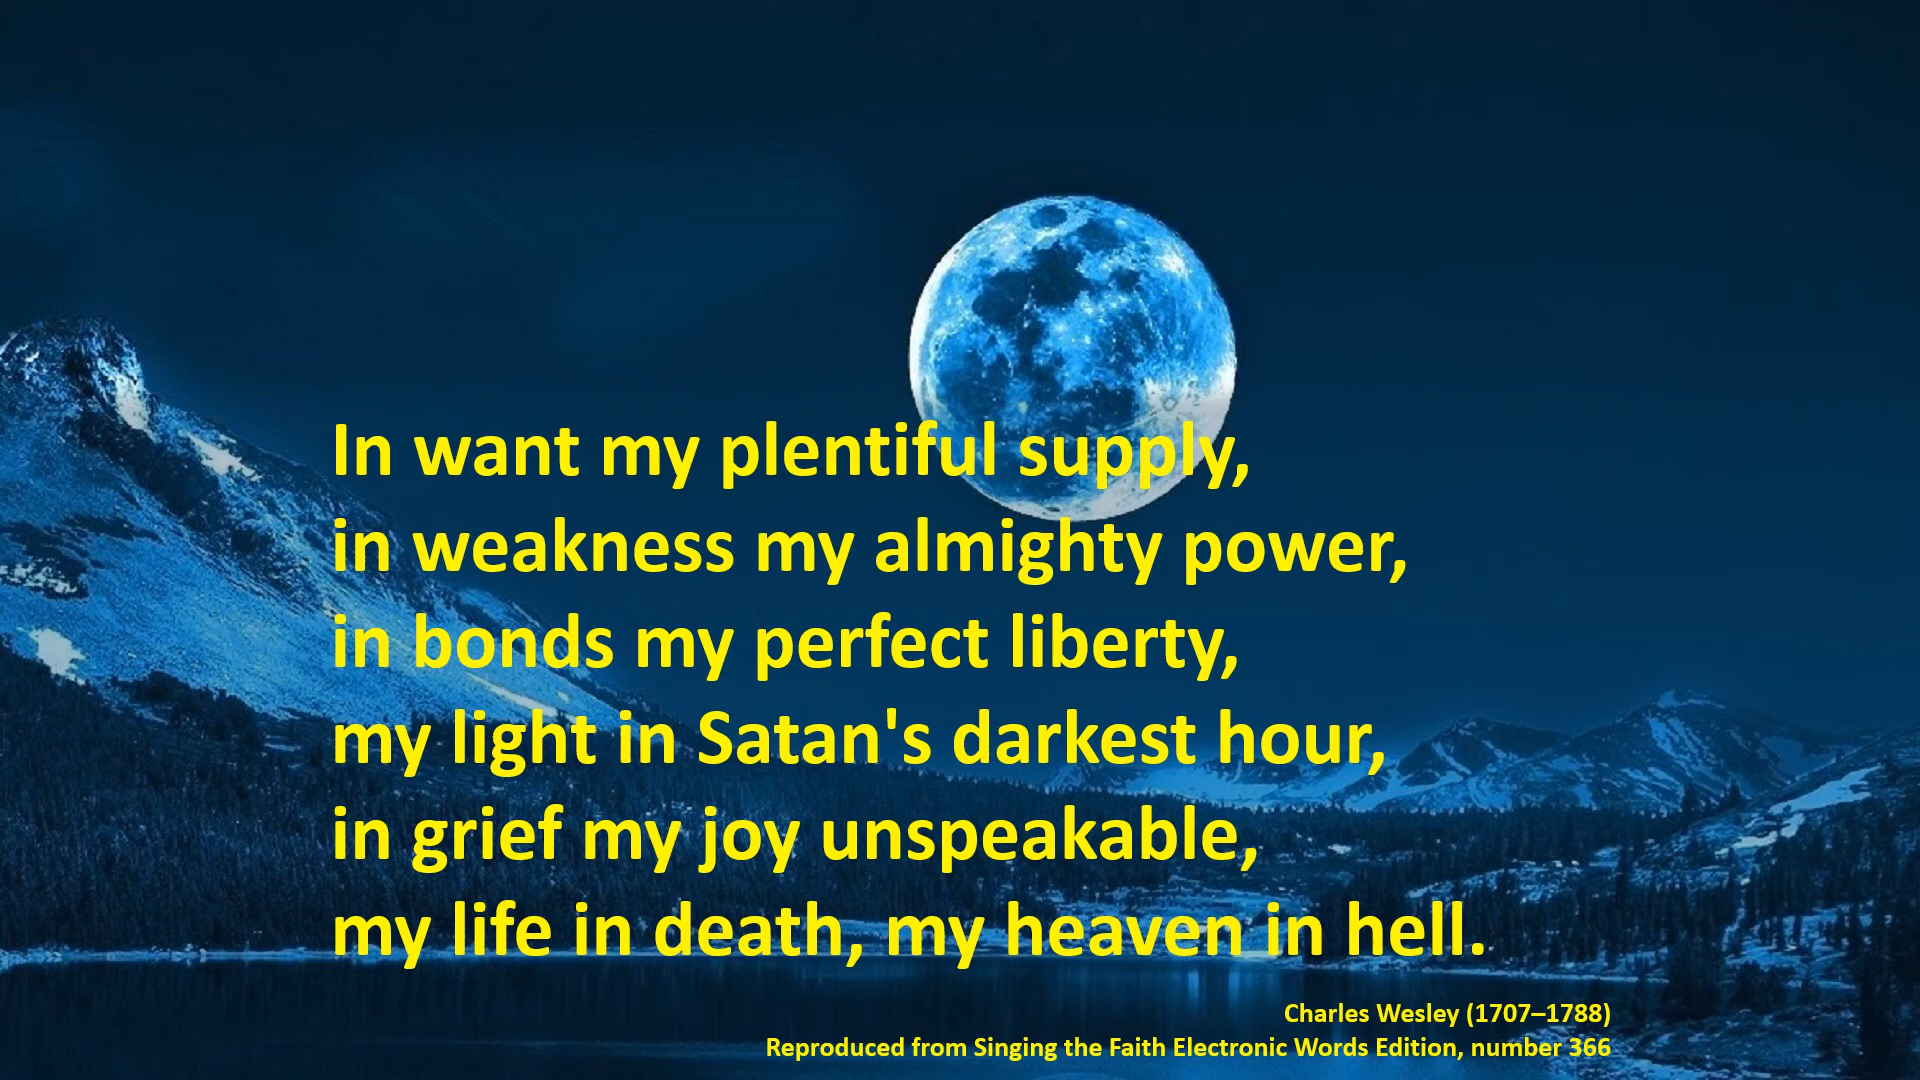 In want my plentiful supply,
in weakness my almighty power,
in bonds my perfect liberty,
my light in Satan's darkest hour,
in grief my joy unspeakable,
my life in death, my heaven in hell.
Charles Wesley (1707–1788)
Reproduced from Singing the Faith Electronic Words Edition, number 366